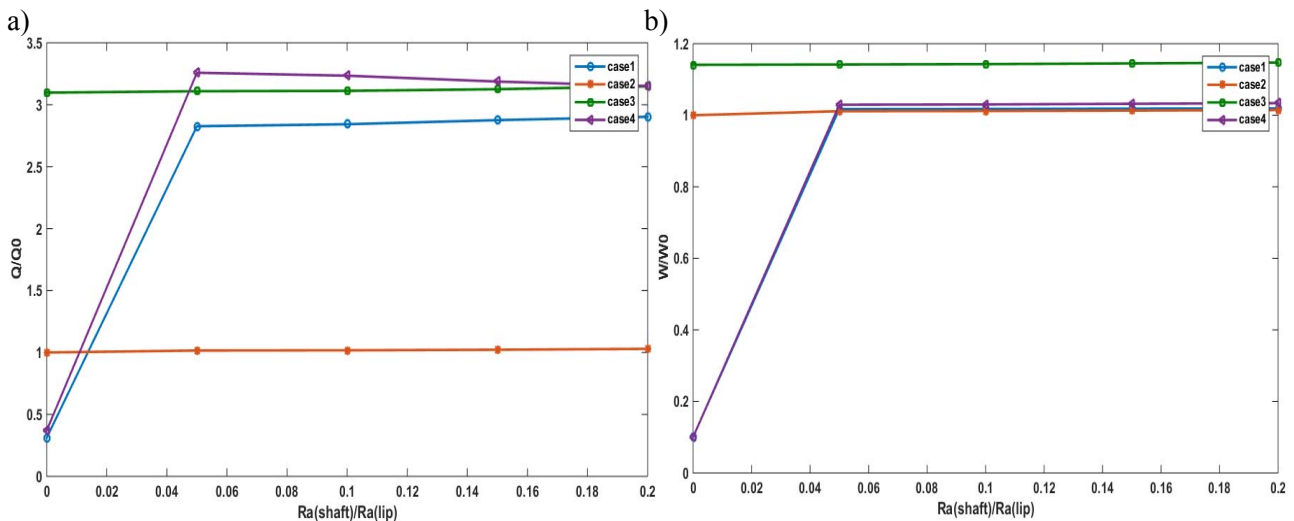 a)
3.5
3
2.5
2
1.5
1
0.5
0
Q/Q0
0 0.02 0.04 0.06 0.08 0.1 0.12 0.14 0.16 0.18 0.2
Ra(shaft)/Ra(lip)
case1
case2
case3
case4
b)
1.2
1
0.8
0.6
0.4
0.2
0
W/W0
0 0.02 0.04 0.06 0.08 0.1 0.12 0.14 0.16 0.18 0.2
Ra(shaft)/Ra(lip)
case1
case2
case3
case4